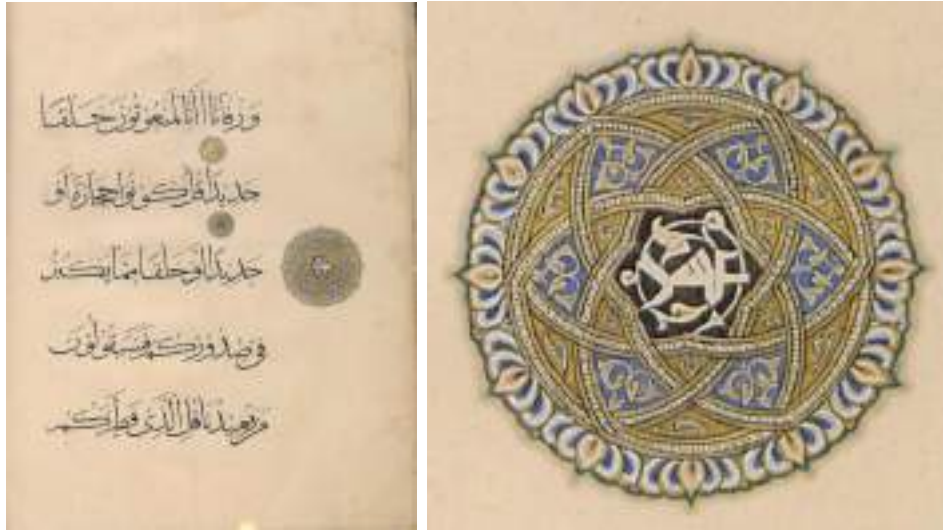 ورفاتا أإنا لمبعوثون خلقا
جديدا قل كونوا حجارة أو
حديدا أو خلقا مما يكبر
في صدوركم فسيقولون
من يعيدنا قل الذي فطركم